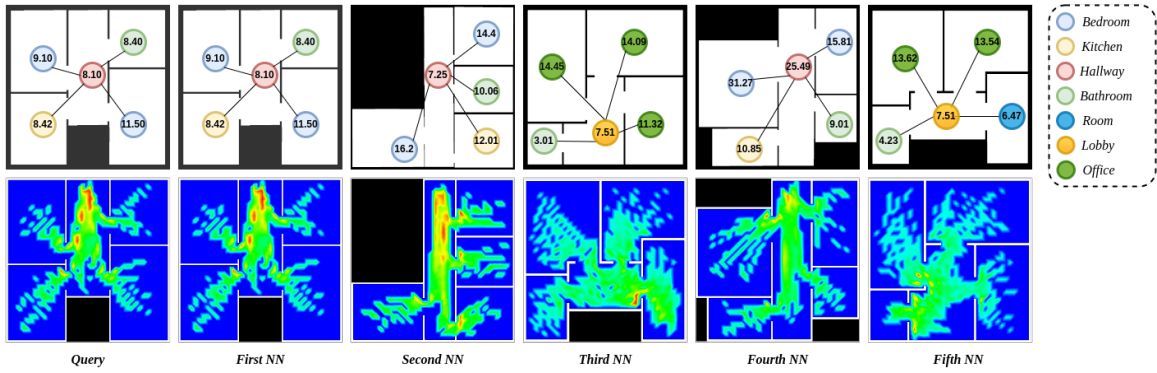 9.10
8.40
8.10
8.42
11.50
9.10
8.40
8.10
8.42
11.50
14.4
7.25
10.06
12.01
16.2
14.09
14.45
7.51
11.32
3.01
15.81
25.49
31.27
9.01
10.85
13.54
13.62
7.51
6.47
4.23
Bedroom
Kitchen
Hallway
Bathroom
Room
Lobby
Office
Query
First NN
Second NN
Third NN
Fourth NN
Fifth NN